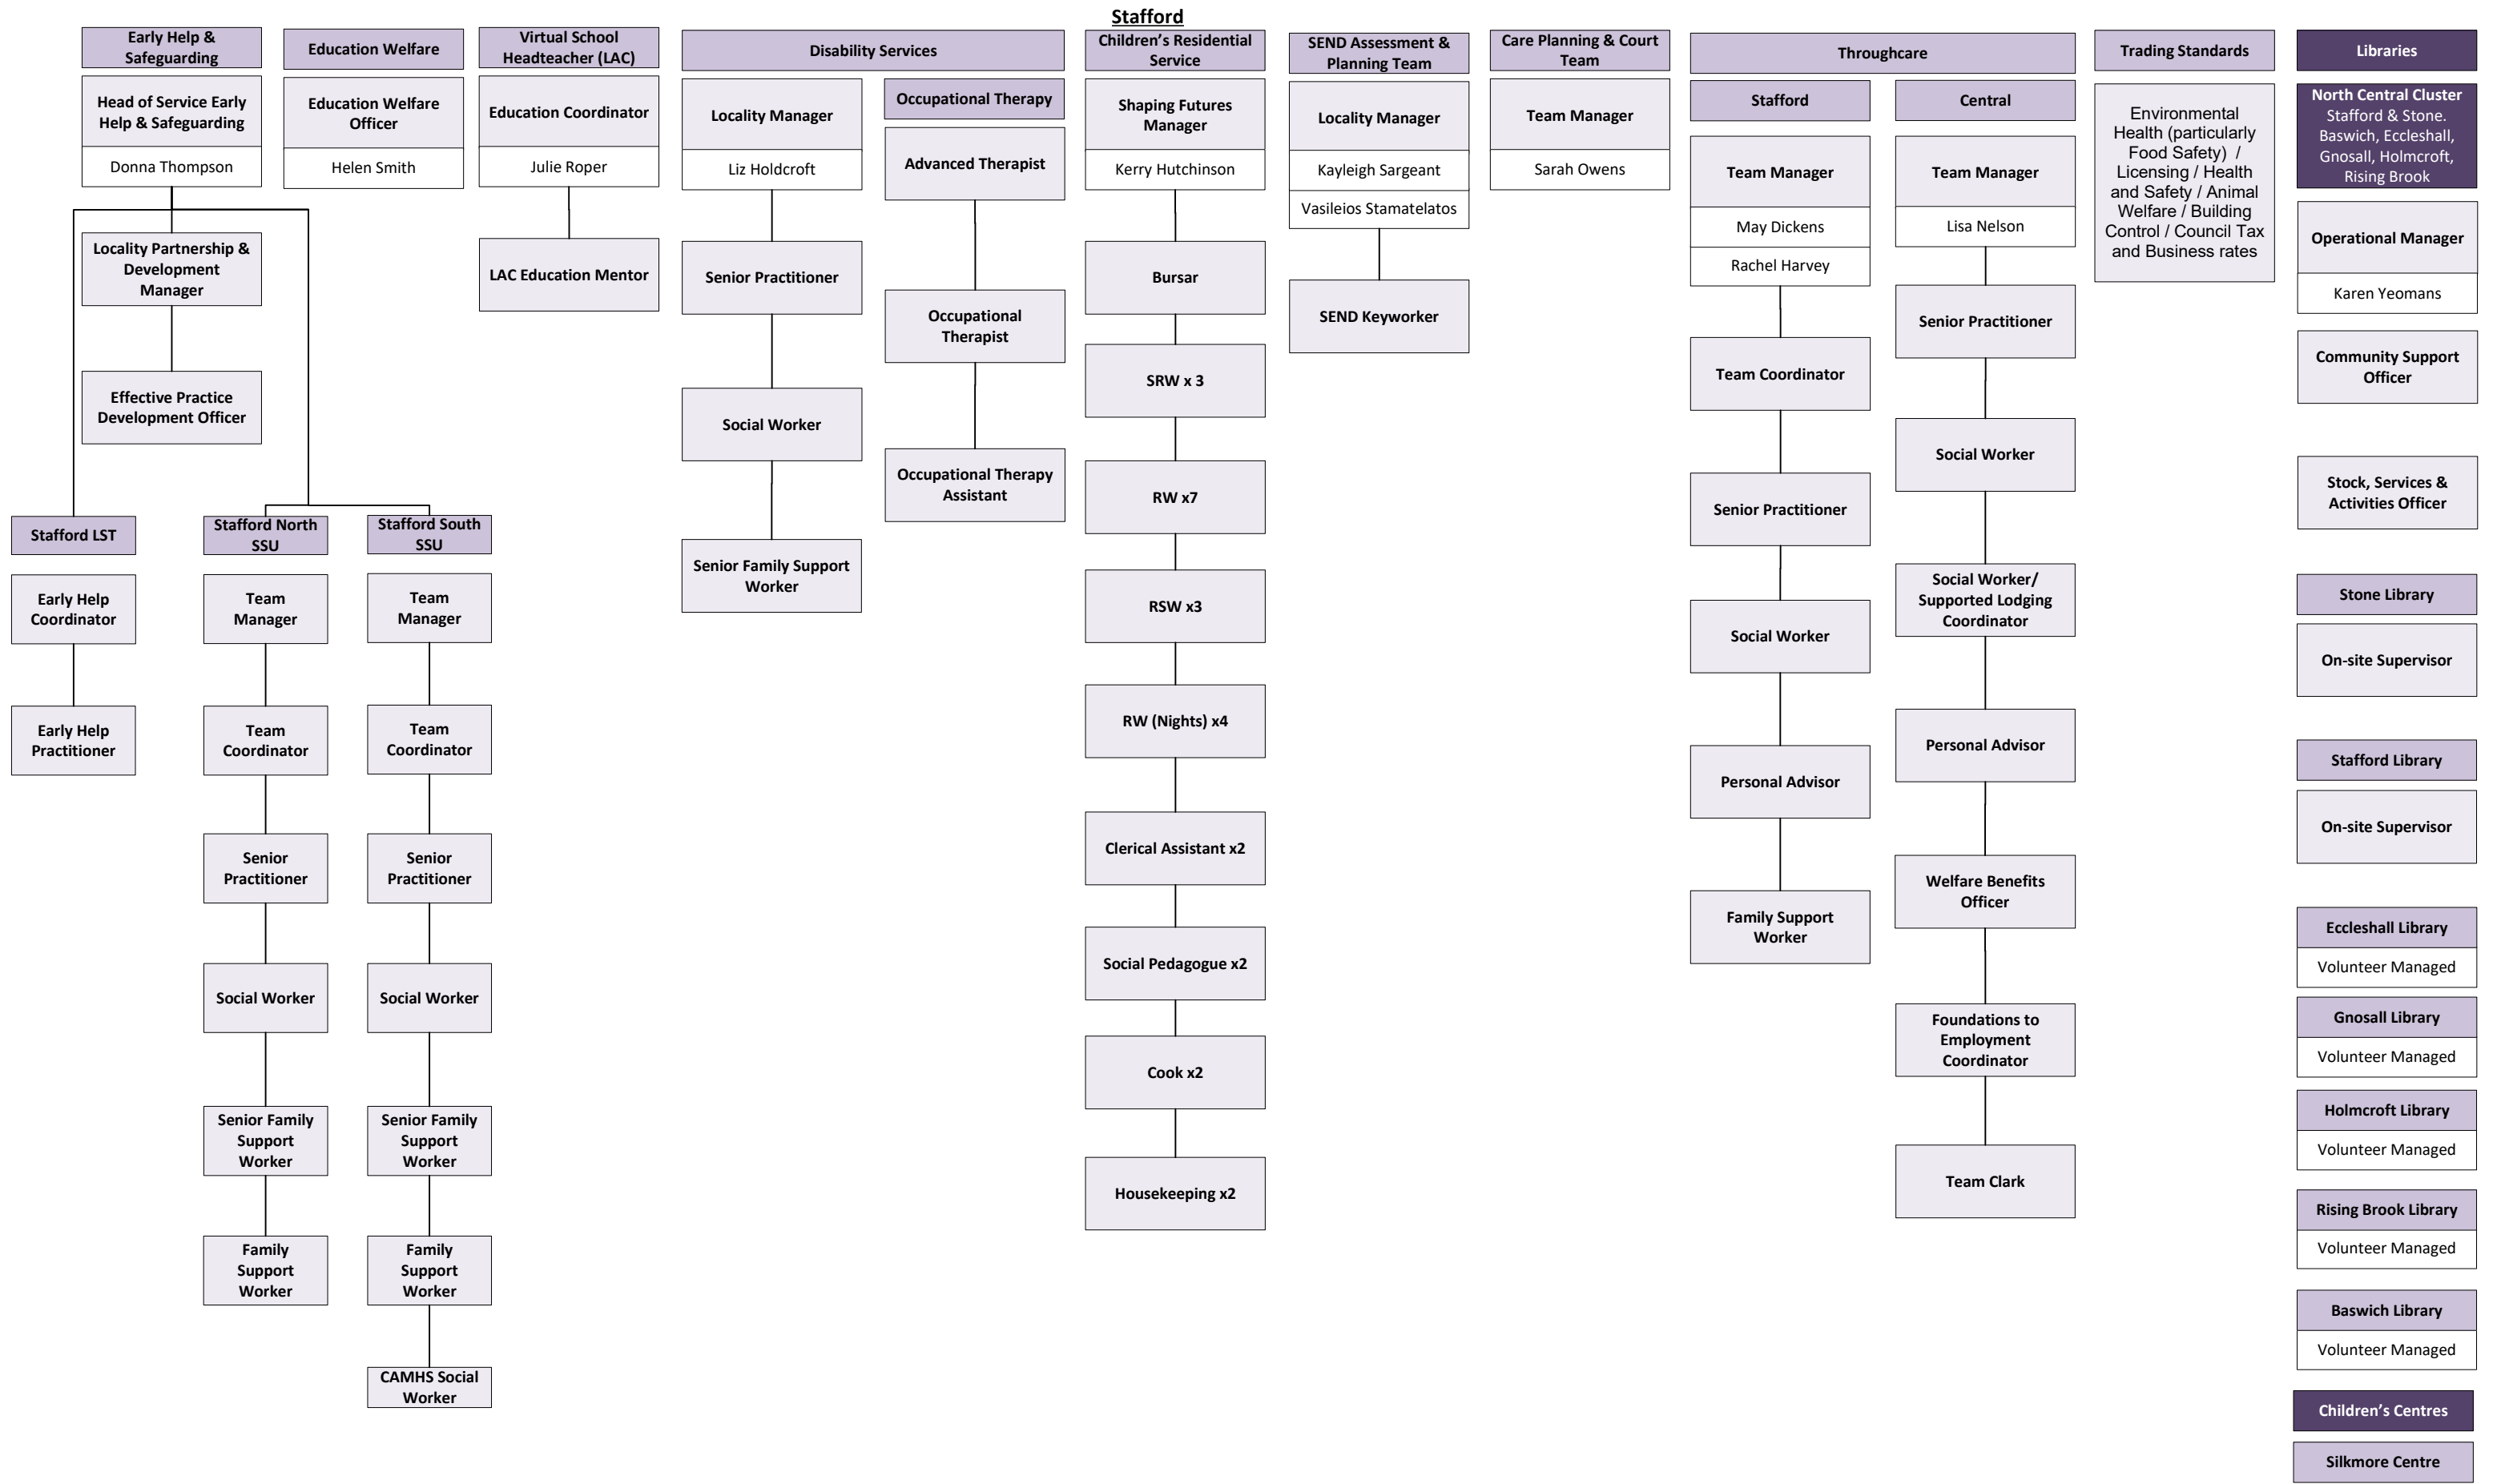 Stafford
Early Help &
Safeguarding
Head of Service Early
Help & Safeguarding
Donna Thompson
Locality Partnership &
Development
Manager
Effective Practice
Development Officer
Stafford LST
Early Help
Coordinator
Early Help
Practitioner
Stafford North
SSU
Team
Manager
Team
Coordinator
Senior
Practitioner
Social Worker
Senior Family
Support
Worker
Family
Support
Worker
Stafford South
SSU
Team
Manager
Team
Coordinator
Senior
Practitioner
Social Worker
Senior Family
Support
Worker
Family
Support
Worker
CAMHS Social
Worker
Education Welfare
Education Welfare
Officer
Helen Smith
Virtual School
Headteacher (LAC)
Education Coordinator
Julie Roper
LAC Education Mentor
Disability Services
Locality Manager
Liz Holdcroft
Senior Practitioner
Social Worker
Senior Family Support
Worker
Occupational Therapy
Advanced Therapist
Occupational
Therapist
Occupational Therapy
Assistant
Children's Residential
Service
Shaping Futures
Manager
Kerry Hutchinson
Bursar
SRW x 3
RW x7
RSW x3
RW (Nights) x4
Clerical Assistant x2
Social Pedagogue x2
Cook x2
Housekeeping x2
SEND Assessment &
Planning Team
Locality Manager
Kayleigh Sargeant
Vasileios Stamatelatos
SEND Keyworker
Care Planning & Court
Team
Team Manager
Sarah Owens
Throughcare
Stafford
Team Manager
May Dickens
Rachel Harvey
Team Coordinator
Senior Practitioner
Social Worker
Personal Advisor
Family Support
Worker
Central
Team Manager
Lisa Nelson
Senior Practitioner
Social Worker
Social Worker/
Supported Lodging
Coordinator
Personal Advisor
Welfare Benefits
Officer
Foundations to
Employment
Coordinator
Team Clark
Trading Standards
Environmental
Health (particularly
Food Safety) /
Licensing / Health
and Safety / Animal
Welfare / Building
Control / Council Tax
and Business rates
Libraries
North Central Cluster
Stafford & Stone.
Baswich, Eccleshall,
Gnosall, Holmcroft,
Rising Brook
Operational Manager
Karen Yeomans
Community Support
Officer
Stock, Services &
Activities Officer
Stone Library
On-site Supervisor
Stafford Library
On-site Supervisor
Eccleshall Library
Volunteer Managed
Gnosall Library
Volunteer Managed
Holmcroft Library
Volunteer Managed
Rising Brook Library
Volunteer Managed
Baswich Library
Volunteer Managed
Children's Centres
Silkmore Centre